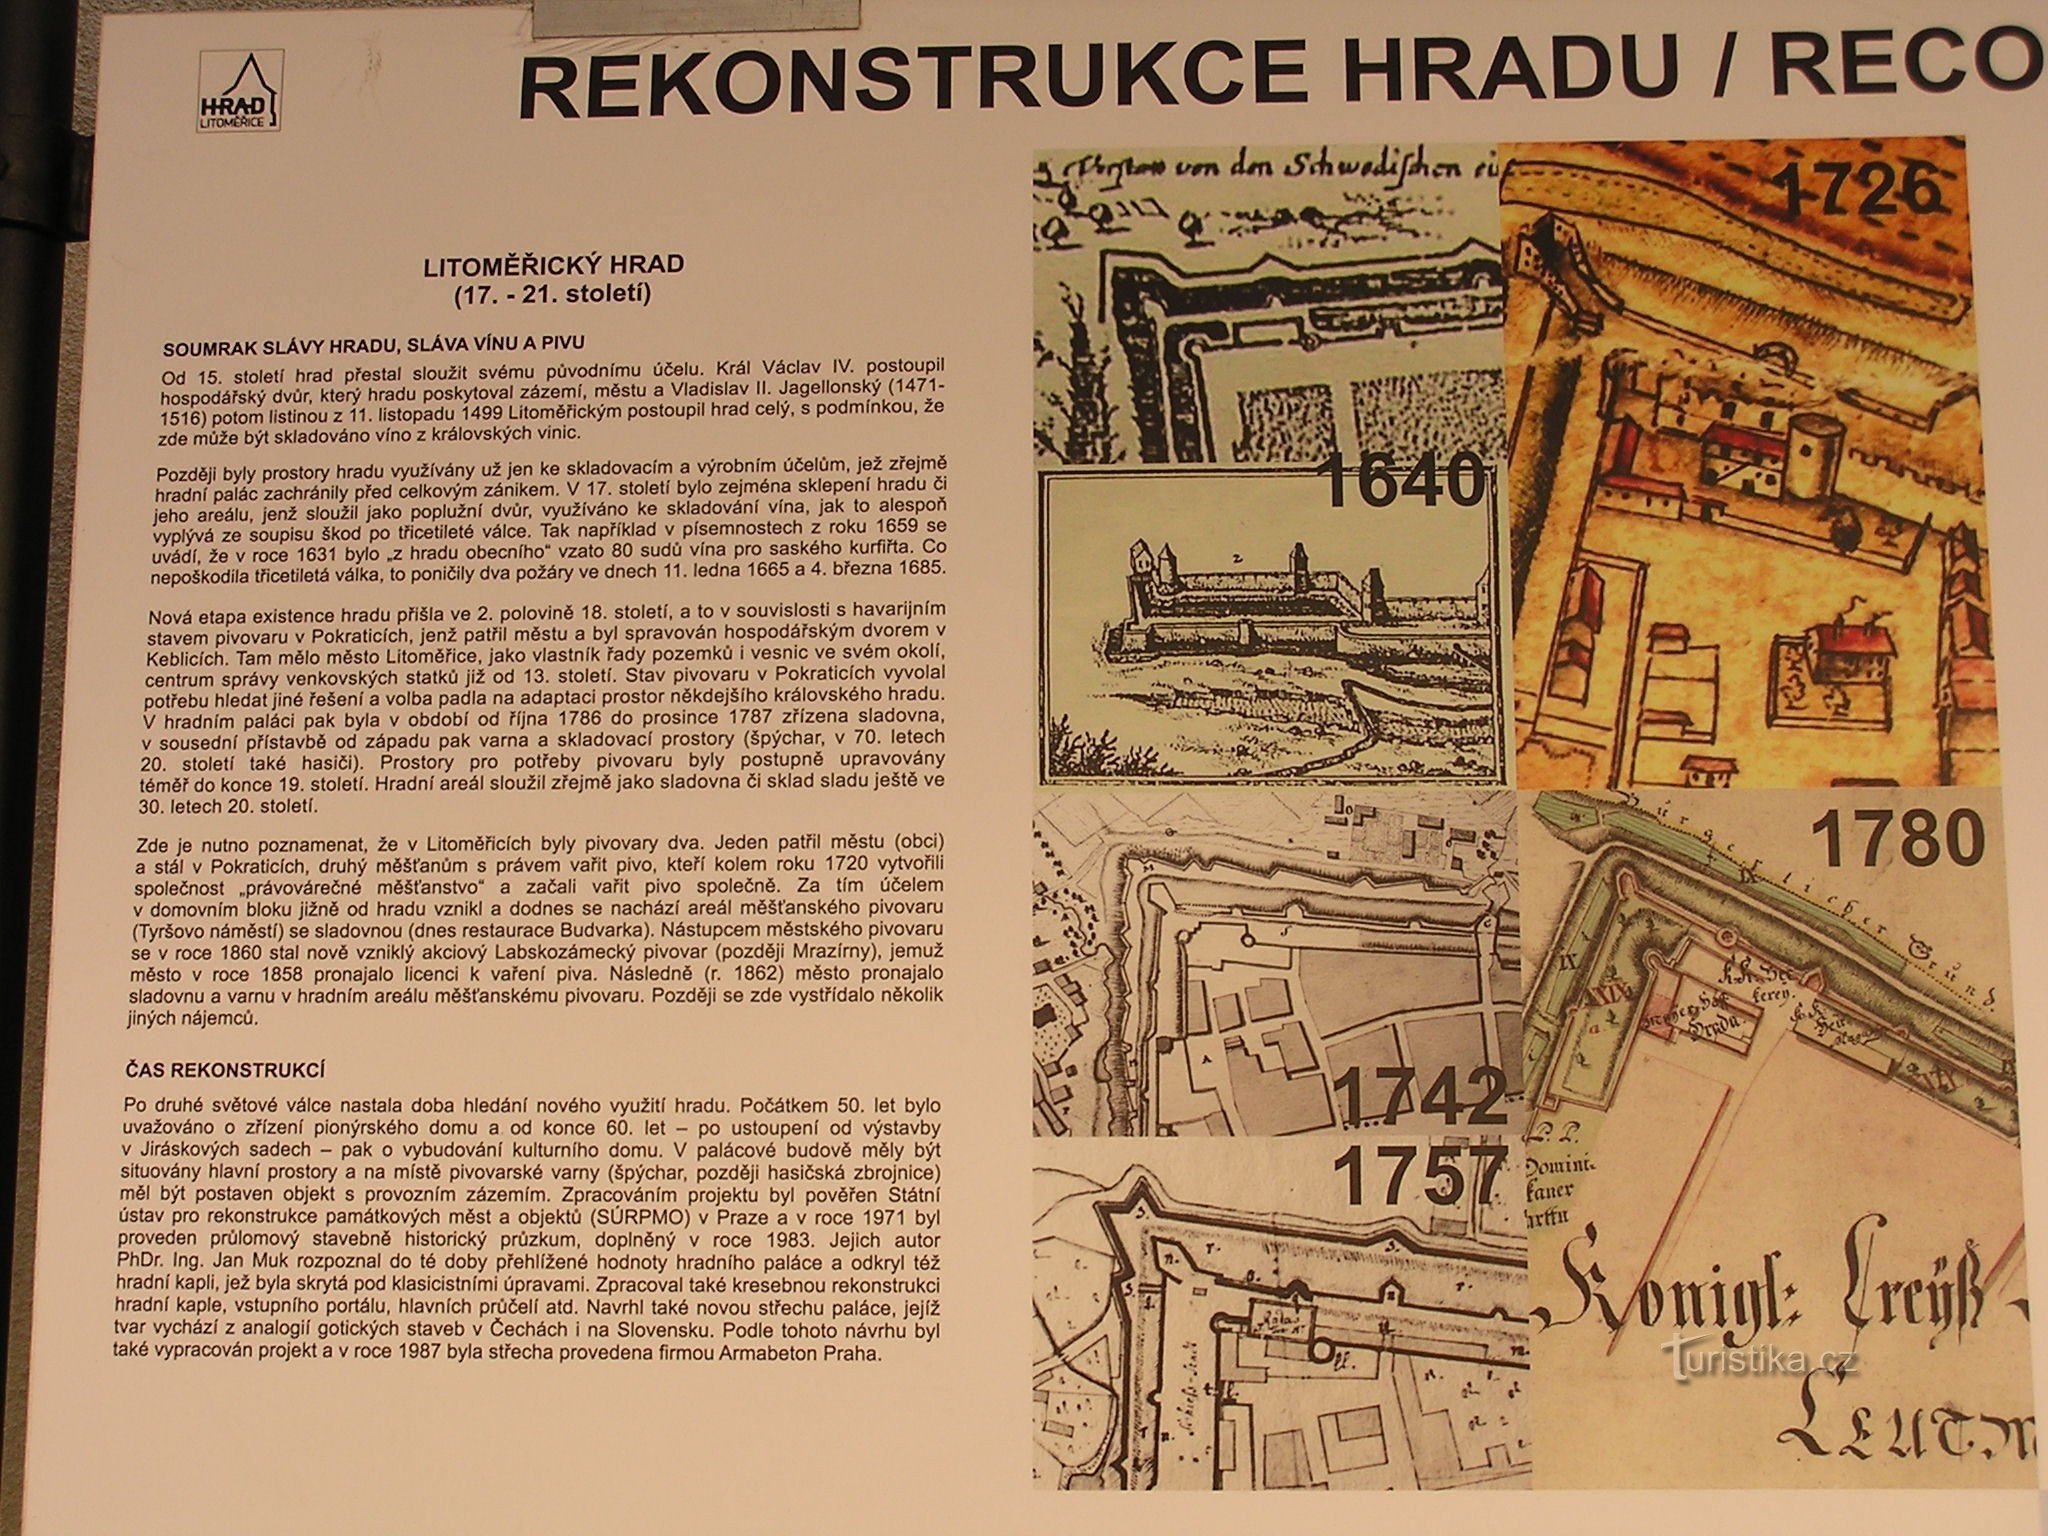 HRAD
LITOMĚŘICE
REKONSTRUKCE HRADU / RECO
LITOMĚŘICKÝ HRAD
(17. - 21. století)
SOUMRAK SLÁVY HRADU, SLÁVA VÍNU A PIVU
Od 15. století hrad přestal sloužit svému původnímu účelu. Král Václav IV. postoupil
hospodářský dvůr, který hradu poskytoval zázemí, městu a Vladislav II. Jagellonský (1471-
1516) potom listinou z 11. listopadu 1499 Litoměřickým postoupil hrad celý, s podmínkou, že
zde může být skladováno víno z královských vinic.
Později byly prostory hradu využívány už jen ke skladovacím a výrobním účelům, jež zřejmě
hradní palác zachránily před celkovým zánikem. V 17. století bylo zejména sklepení hradu či
jeho areálu, jenž sloužil jako poplužní dvůr, využíváno ke skladování vína, jak to alespoň
vyplývá ze soupisu škod po třicetileté válce. Tak například v písemnostech z roku 1659 se
uvádí, že v roce 1631 bylo „z hradu obecního“ vzato 80 sudů vína pro saského kurfiřta. Co
nepoškodila třicetiletá válka, to poničily dva požáry ve dnech 11. ledna 1665 a 4. března 1685.
Nová etapa existence hradu přišla ve 2. polovině 18. století, a to v souvislosti s havarijním
stavem pivovaru v Pokraticích, jenž patřil městu a byl spravován hospodářským dvorem v
Keblicích. Tam mělo město Litoměřice, jako vlastník řady pozemků i vesnic ve svém okolí,
centrum správy venkovských statků již od 13. století. Stav pivovaru v Pokraticích vyvolal
potřebu hledat jiné řešení a volba padla na adaptaci prostor někdejšího královského hradu.
V hradním paláci pak byla v období od října 1786 do prosince 1787 zřízena sladovna,
v sousední přístavbě od západu pak varna a skladovací prostory (špýchar, v 70. letech
20. století také hasiči). Prostory pro potřeby pivovaru byly postupně upravovány
téměř do konce 19. století. Hradní areál sloužil zřejmě jako sladovna či sklad sladu ještě ve
30. letech 20. století.
Zde je nutno poznamenat, že v Litoměřicích byly pivovary dva. Jeden patřil městu (obci)
a stál v Pokraticích, druhý měšťanům s právem vařit pivo, kteří kolem roku 1720 vytvořili
společnost „právovárečné měšťanstvo“ a začali vařit pivo společně. Za tím účelem
v domovním bloku jižně od hradu vznikl a dodnes se nachází areál měšťanského pivovaru
(Tyršovo náměstí) se sladovnou (dnes restaurace Budvarka). Nástupcem městského pivovaru
se v roce 1860 stal nově vzniklý akciový Labskozámecký pivovar (později Mrazírny), jemuž
město v roce 1858 pronajalo licenci k vaření piva. Následně (r. 1862) město pronajalo
sladovnu a varnu v hradním areálu měšťanskému pivovaru. Později se zde vystřídalo několik
jiných nájemců.
ČAS REKONSTRUKCÍ
Po druhé světové válce nastala doba hledání nového využití hradu. Počátkem 50. let bylo
uvažováno o zřízení pionýrského domu a od konce 60. let – po ustoupení od výstavby
v Jiráskových sadech – pak o vybudování kulturního domu. V palácové budově měly být
situovány hlavní prostory a na místě pivovarské varny (špýchar, později hasičská zbrojnice)
měl být postaven objekt s provozním zázemím. Zpracováním projektu byl pověřen Státní
ústav pro rekonstrukce památkových měst a objektů (SÚRPMO) v Praze a v roce 1971 byl
proveden průlomový stavebně historický průzkum, doplněný v roce 1983. Jejich autor
PhDr. Ing. Jan Muk rozpoznal do té doby přehlížené hodnoty hradního paláce a odkryl též
hradní kapli, jež byla skrytá pod klasicistními úpravami. Zpracoval také kresebnou rekonstrukci
hradní kaple, vstupního portálu, hlavních průčelí atd. Navrhl také novou střechu paláce, jejíž
tvar vychází z analogií gotických staveb v Čechách i na Slovensku. Podle tohoto návrhu byl
také vypracován projekt a v roce 1987 byla střecha provedena firmou Armabeton Praha.
von den Schwedischen
1726
1640
1780
Bürgerlicher Grund.
IX
XXIX
1742
1757
P. P.
Königl: Creÿß
LEUTM
Turistika.cz